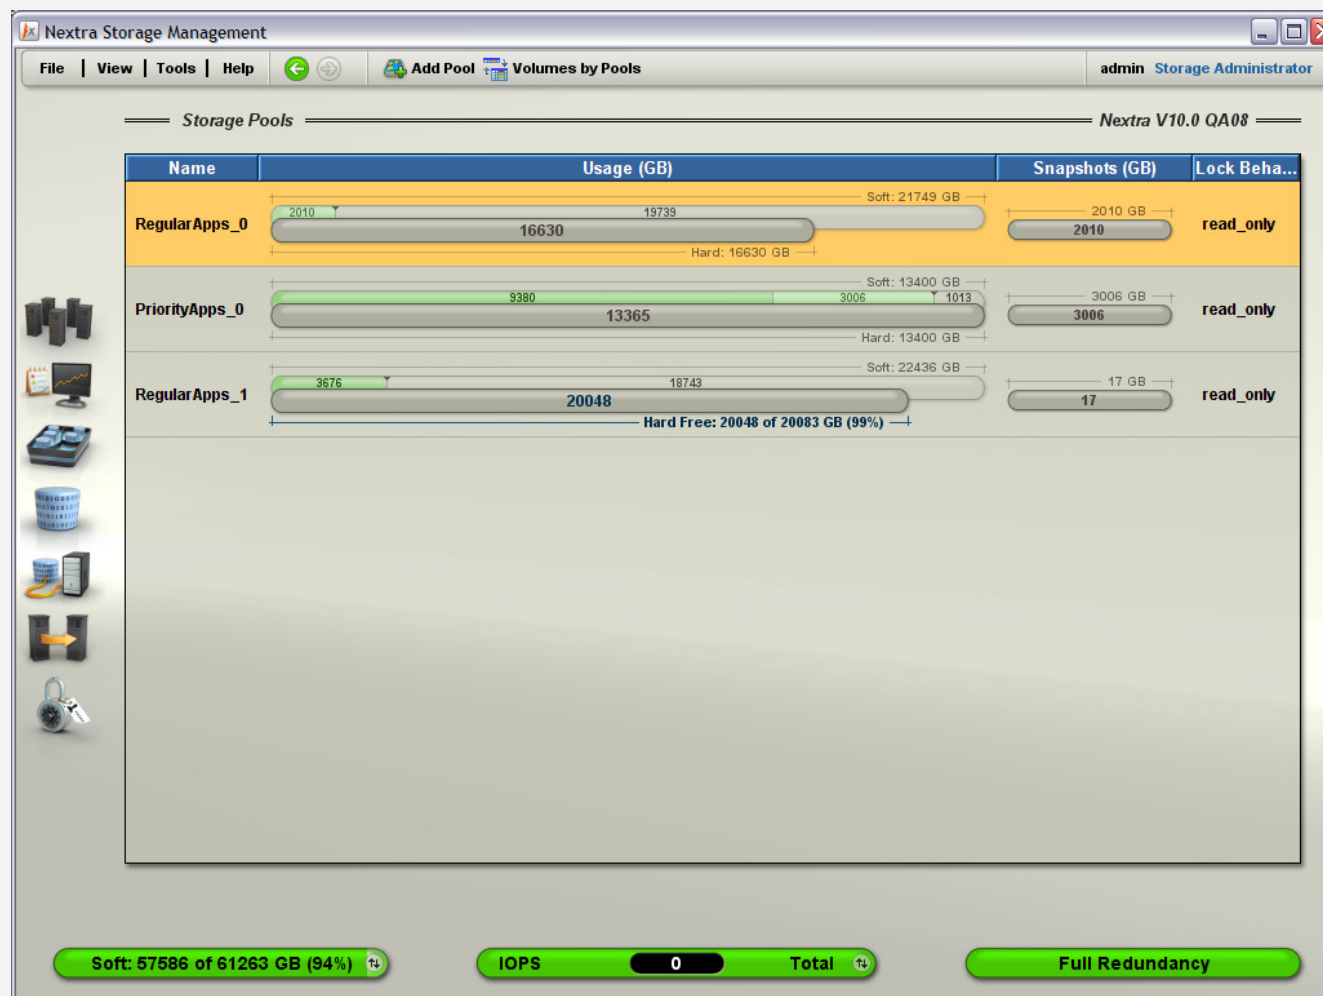 Nextra Storage Management
File | View | Tools | Help Add Pool Volumes by Pools admin Storage Administrator
Storage Pools Nextra V10.0 QA08
Name Usage (GB) Snapshots (GB) Lock Beha...
Soft: 21749 GB
2010 19739 2010 GB
RegularApps_0 16630 2010 read_only
Hard: 16630 GB
Soft: 13400 GB
9380 3006 1013 3006 GB
PriorityApps_0 13365 3006 read_only
Hard: 13400 GB
Soft: 22436 GB
3676 18743 17 GB
RegularApps_1 20048 17 read_only
Hard Free: 20048 of 20083 GB (99%)
Soft: 57586 of 61263 GB (94%) IOPS 0 Total Full Redundancy